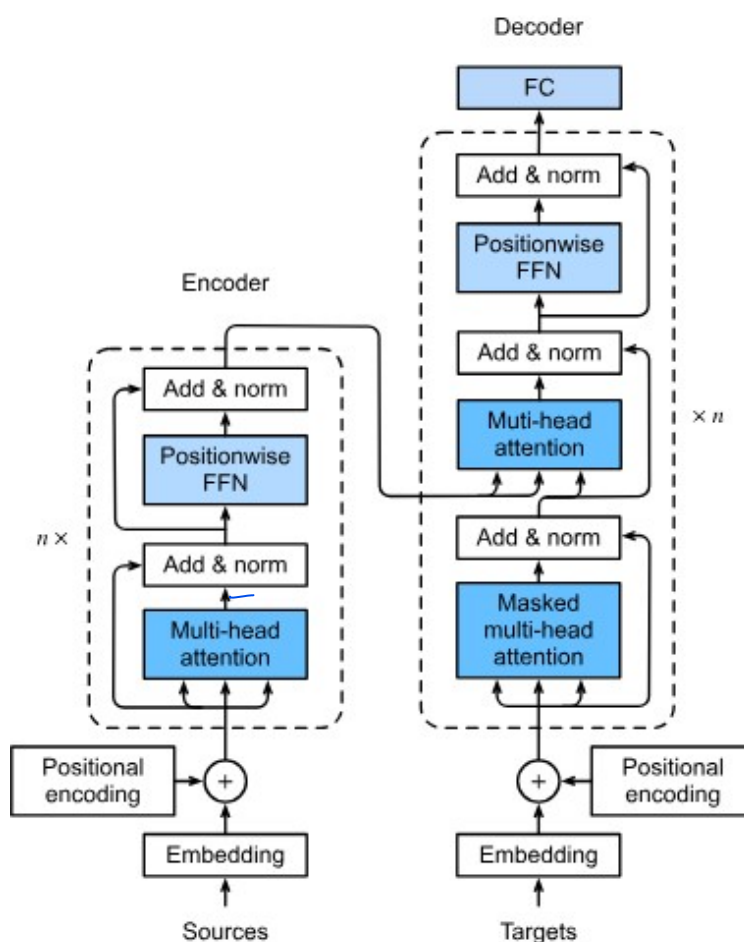 Decoder
FC
Add & norm
Positionwise
FFN
Add & norm
Muti-head
attention
× n
Add & norm
Masked
multi-head
attention
Positional
encoding
+
Embedding
Targets
Encoder
Add & norm
Positionwise
FFN
n ×
Add & norm
Multi-head
attention
Positional
encoding
+
Embedding
Sources